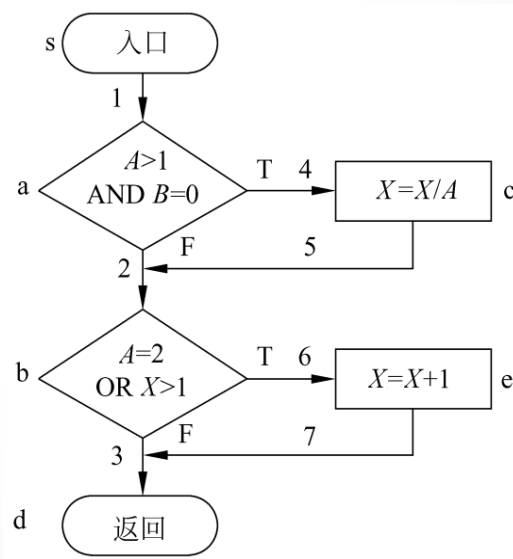 s
入口
1
A>1
AND B=0
a
T
4
X=X/A
c
F
5
2
A=2
OR X>1
b
T
6
X=X+1
e
F
7
3
d
返回